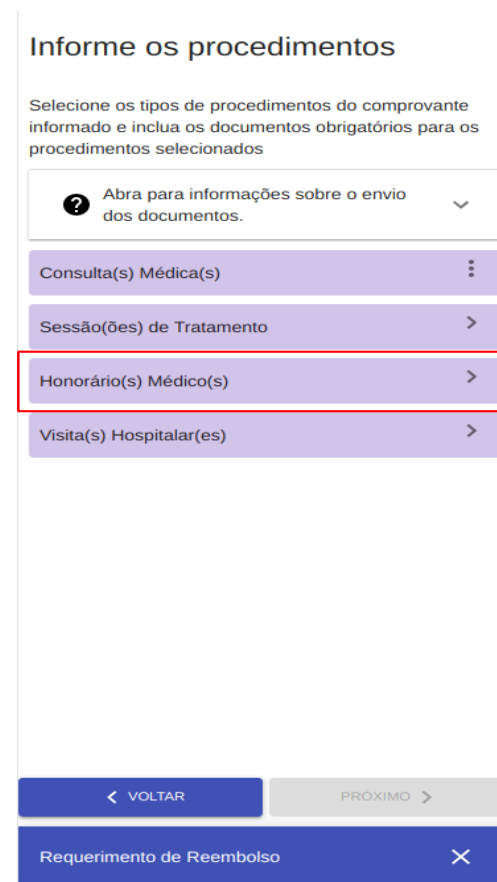 Informe os procedimentos
Selecione os tipos de procedimentos do comprovante
informado e inclua os documentos obrigatórios para os
procedimentos selecionados
Abra para informações sobre o envio
dos documentos.
Consulta(s) Médica(s)
Sessão(ões) de Tratamento
Honorário(s) Médico(s)
Visita(s) Hospitalar(es)
VOLTAR
PRÓXIMO
Requerimento de Reembolso